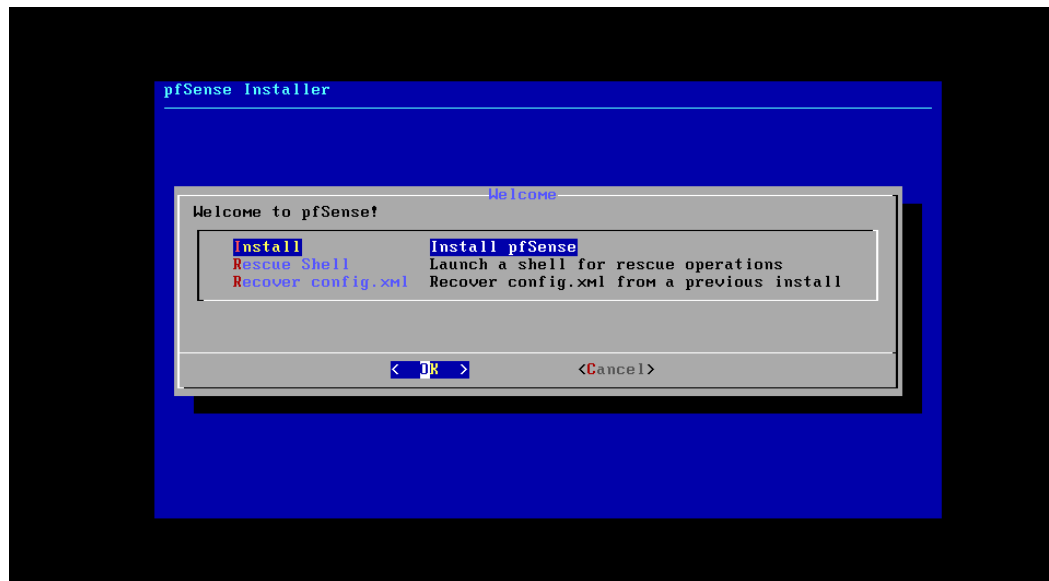 pfSense Installer
Welcome
Welcome to pfSense!
Install Install pfSense
Rescue Shell Launch a shell for rescue operations
Recover config.xml Recover config.xml from a previous install
< OK > <Cancel>